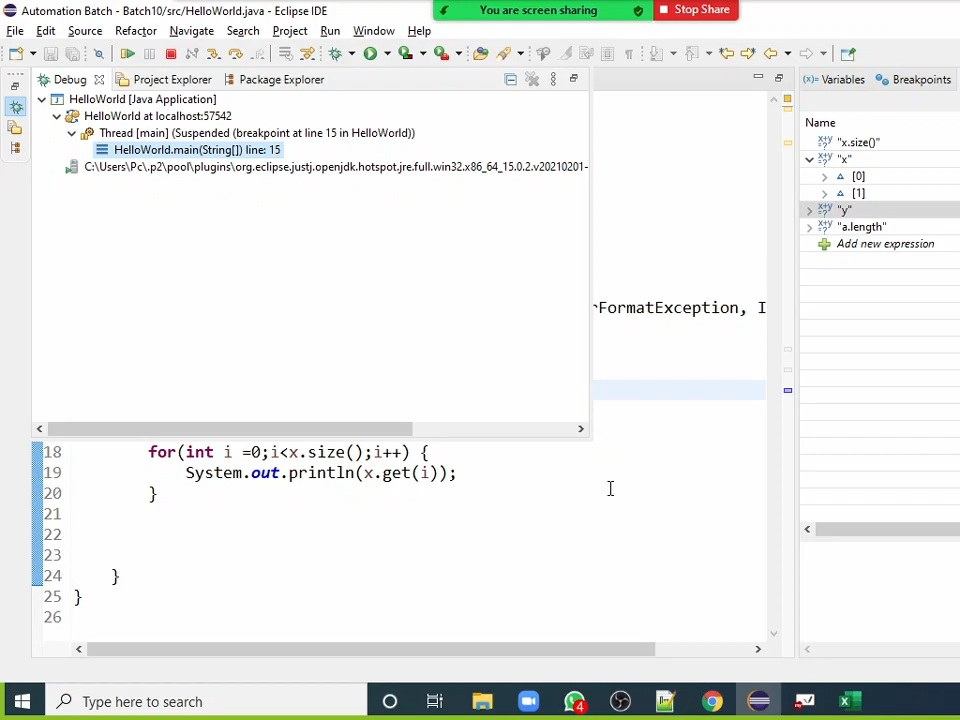 Automation Batch - Batch10/src/HelloWorld.java - Eclipse IDE
You are screen sharing
Stop Share
File Edit Source Refactor Navigate Search Project Run Window Help
Debug
Project Explorer
Package Explorer
(x)= Variables
Breakpoints
HelloWorld [Java Application]
HelloWorld at localhost:57542
Thread [main] (Suspended (breakpoint at line 15 in HelloWorld))
HelloWorld.main(String[]) line: 15
C:\Users\Pc\.p2\pool\plugins\org.eclipse.justj.openjdk.hotspot.jre.full.win32.x86_64_15.0.2.v20210201-
Name
"x.size()"
"x"
[0]
[1]
"y"
"a.length"
Add new expression
rFormatException, I
18 for(int i =0;i<x.size();i++) {
19 System.out.println(x.get(i));
20 }
21
22
23
24 }
25 }
26
Type here to search
4